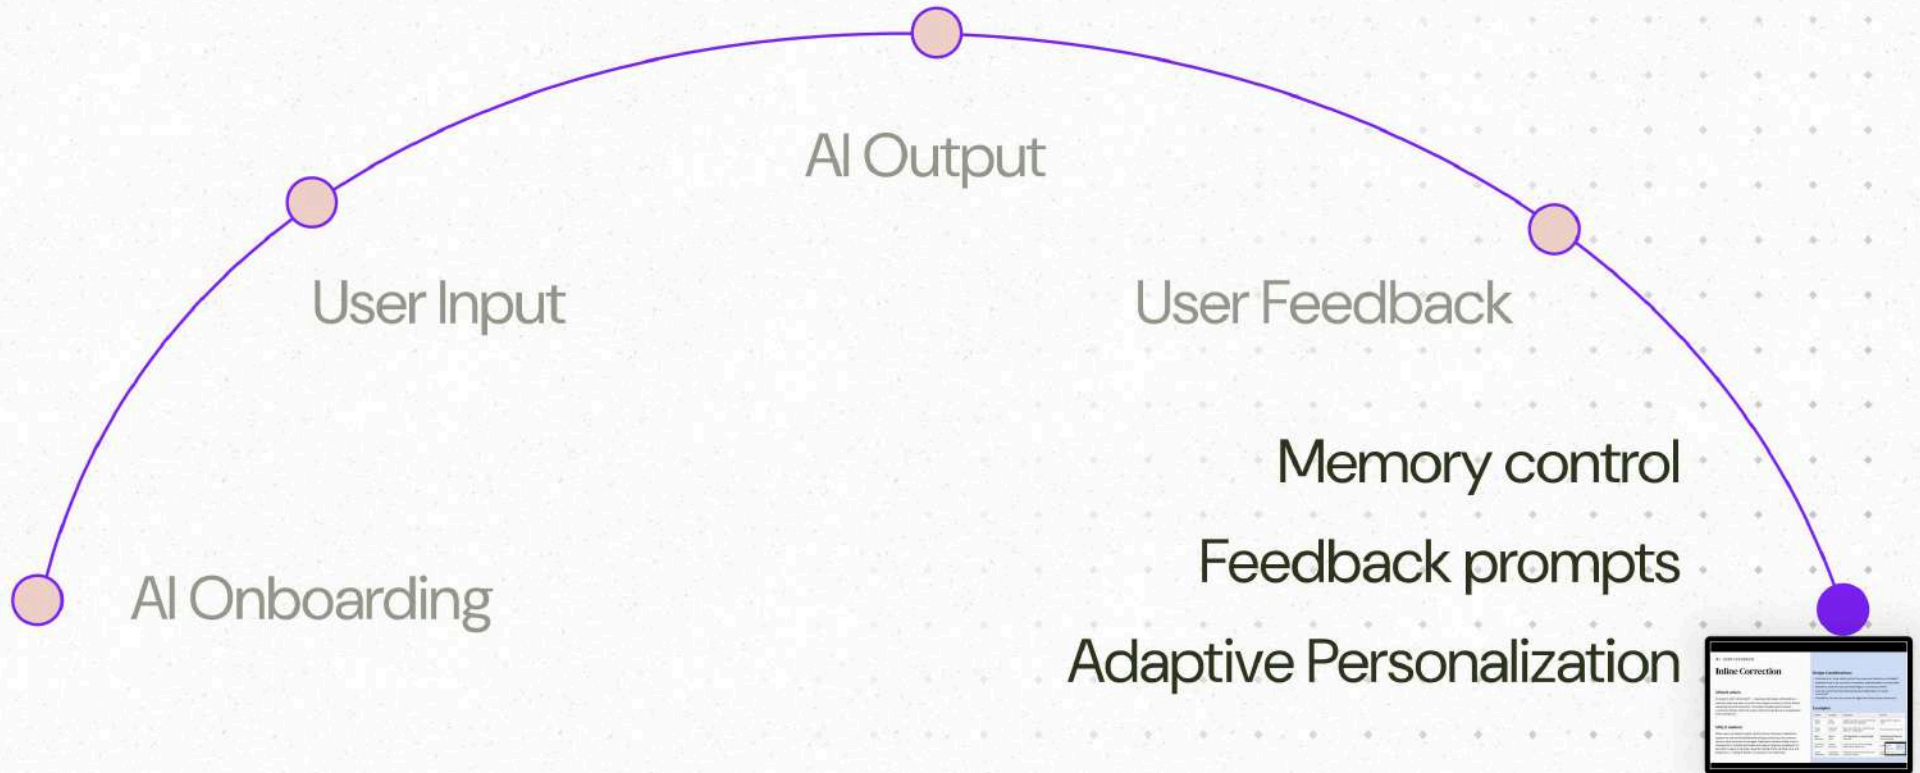 AI Output
User Input
User Feedback
Memory control
Feedback prompts
AI Onboarding
Adaptive Personalization
Inline Correction